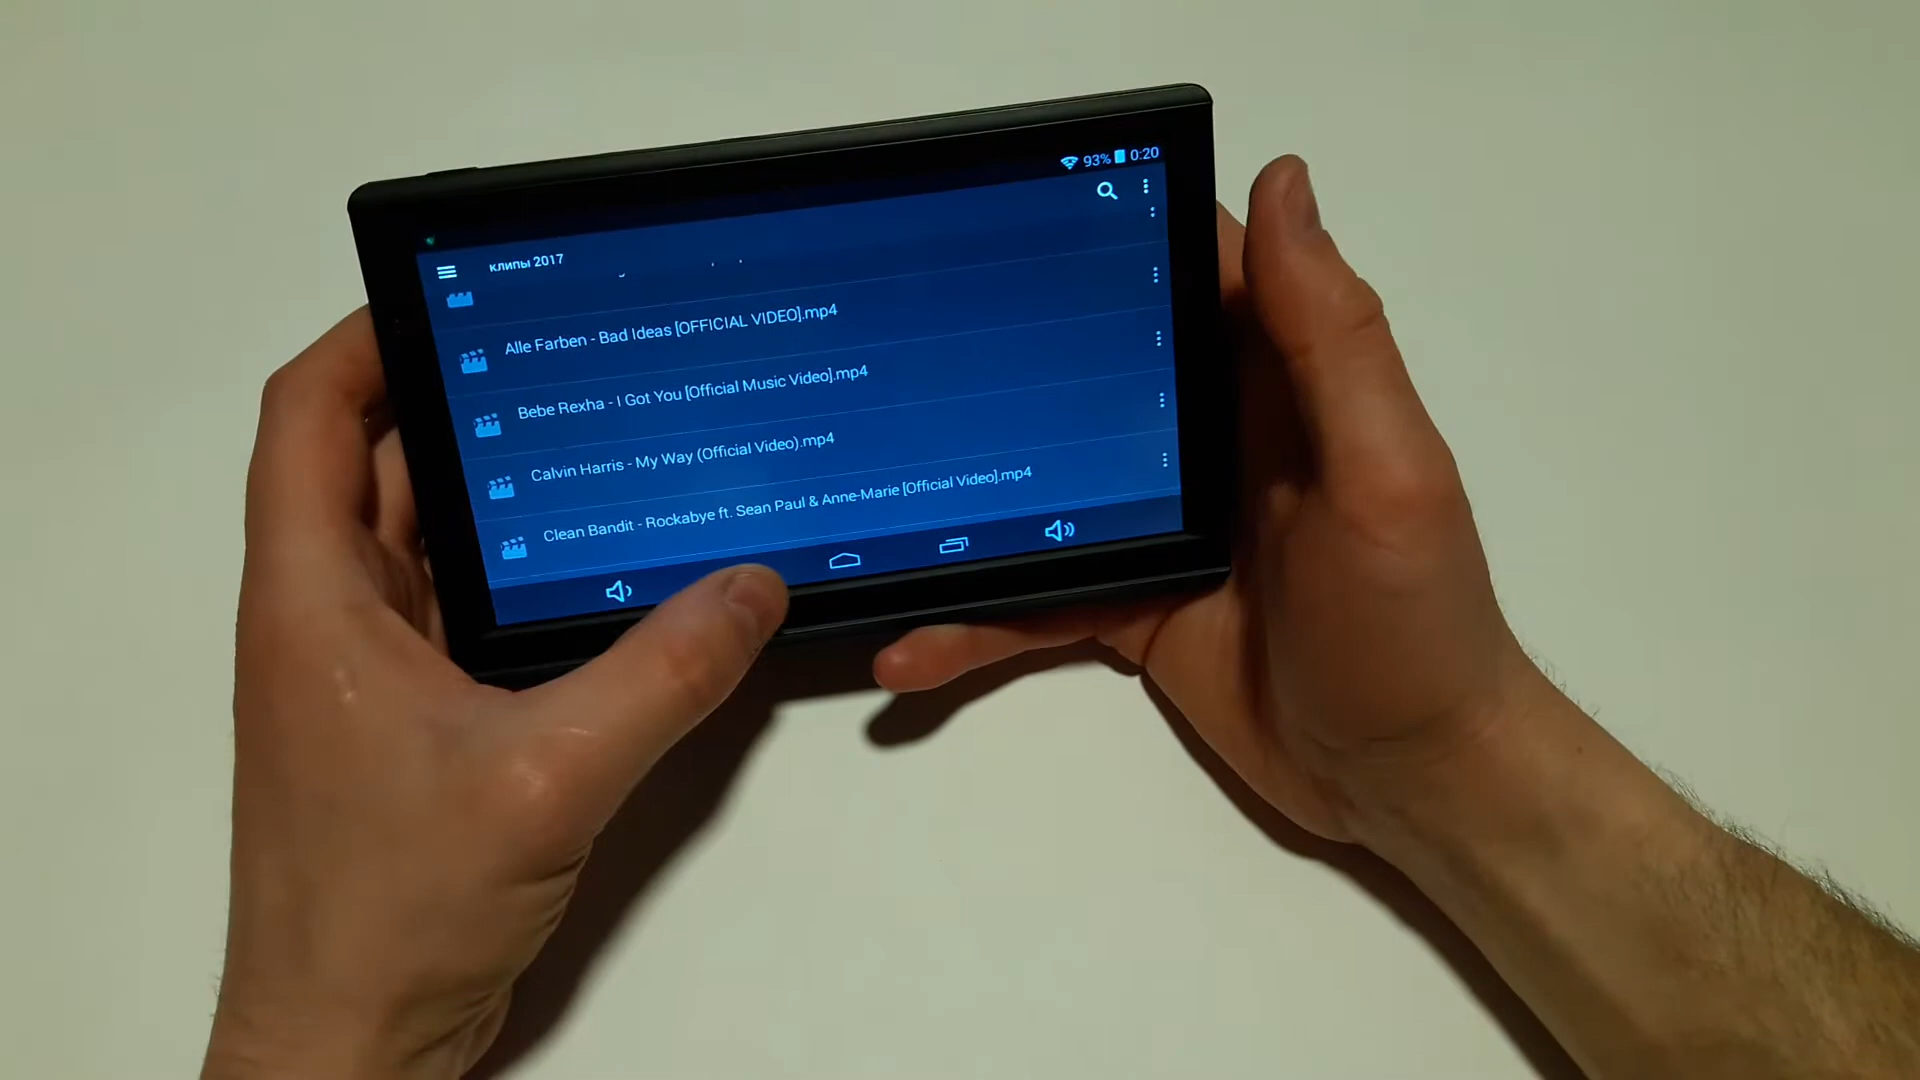 93% 0:20
клипы 2017
Alle Farben - Bad Ideas [OFFICIAL VIDEO].mp4
Bebe Rexha - I Got You [Official Music Video].mp4
Calvin Harris - My Way (Official Video).mp4
Clean Bandit - Rockabye ft. Sean Paul & Anne-Marie [Official Video].mp4